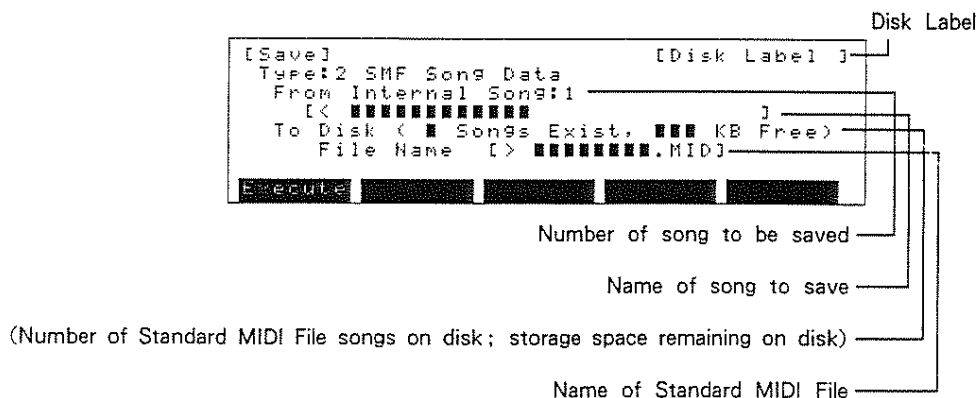 Disk Label
[Save] [Disk Label ]
Type:2 SMF Song Data
From Internal Song:1
[< ■■■■■■■■■■■■ ]
To Disk ( ■ Songs Exist, ■■■ KB Free)
File Name [> ■■■■■■■■.MID]
Execute
Number of song to be saved
Name of song to save
(Number of Standard MIDI File songs on disk; storage space remaining on disk)
Name of Standard MIDI File